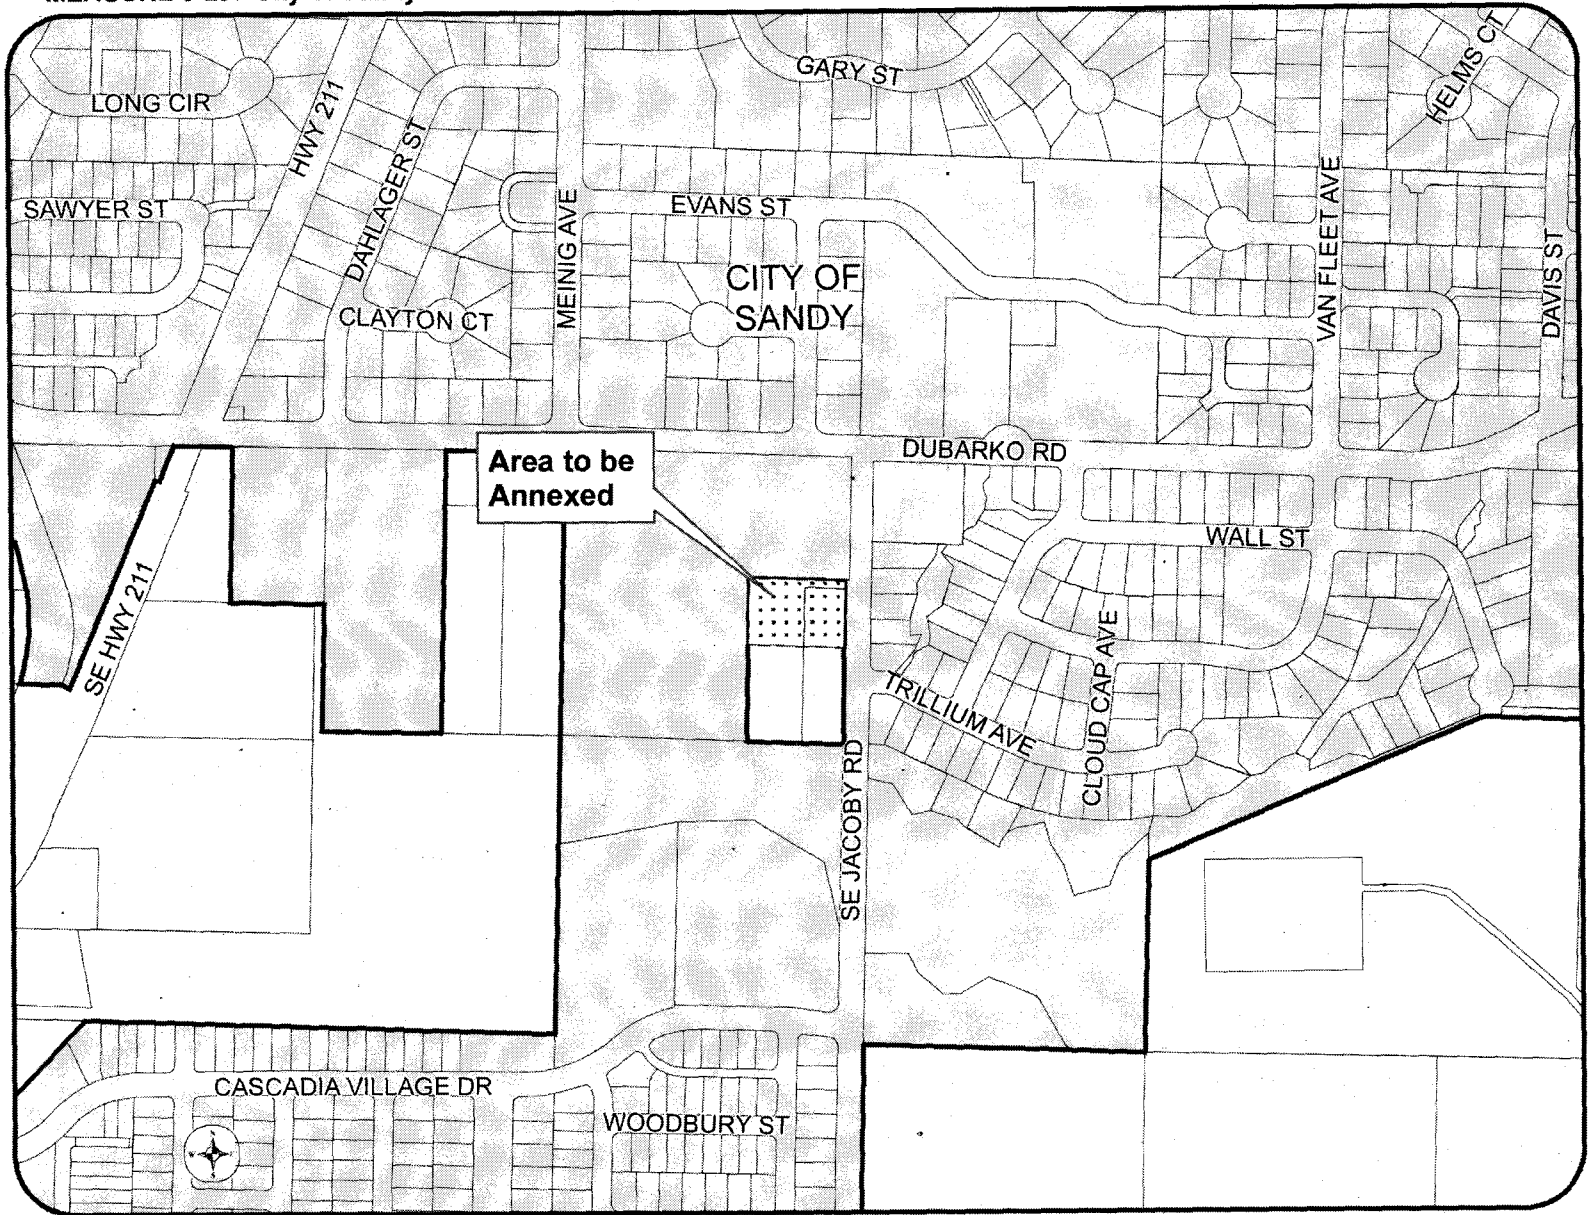 LONG CIR
HWY 211
GARY ST
HELMS CT
DAHLAGER ST
SAWYER ST
MEINIG AVE
EVANS ST
VAN FLEET AVE
DAVIS ST
CITY OF
SANDY
CLAYTON CT
DUBARKO RD
Area to be
Annexed
WALL ST
SE HWY 211
CLOUD CAP AVE
TRILLIUM AVE
SE JACOBY RD
CASCADIA VILLAGE DR
WOODBURY ST